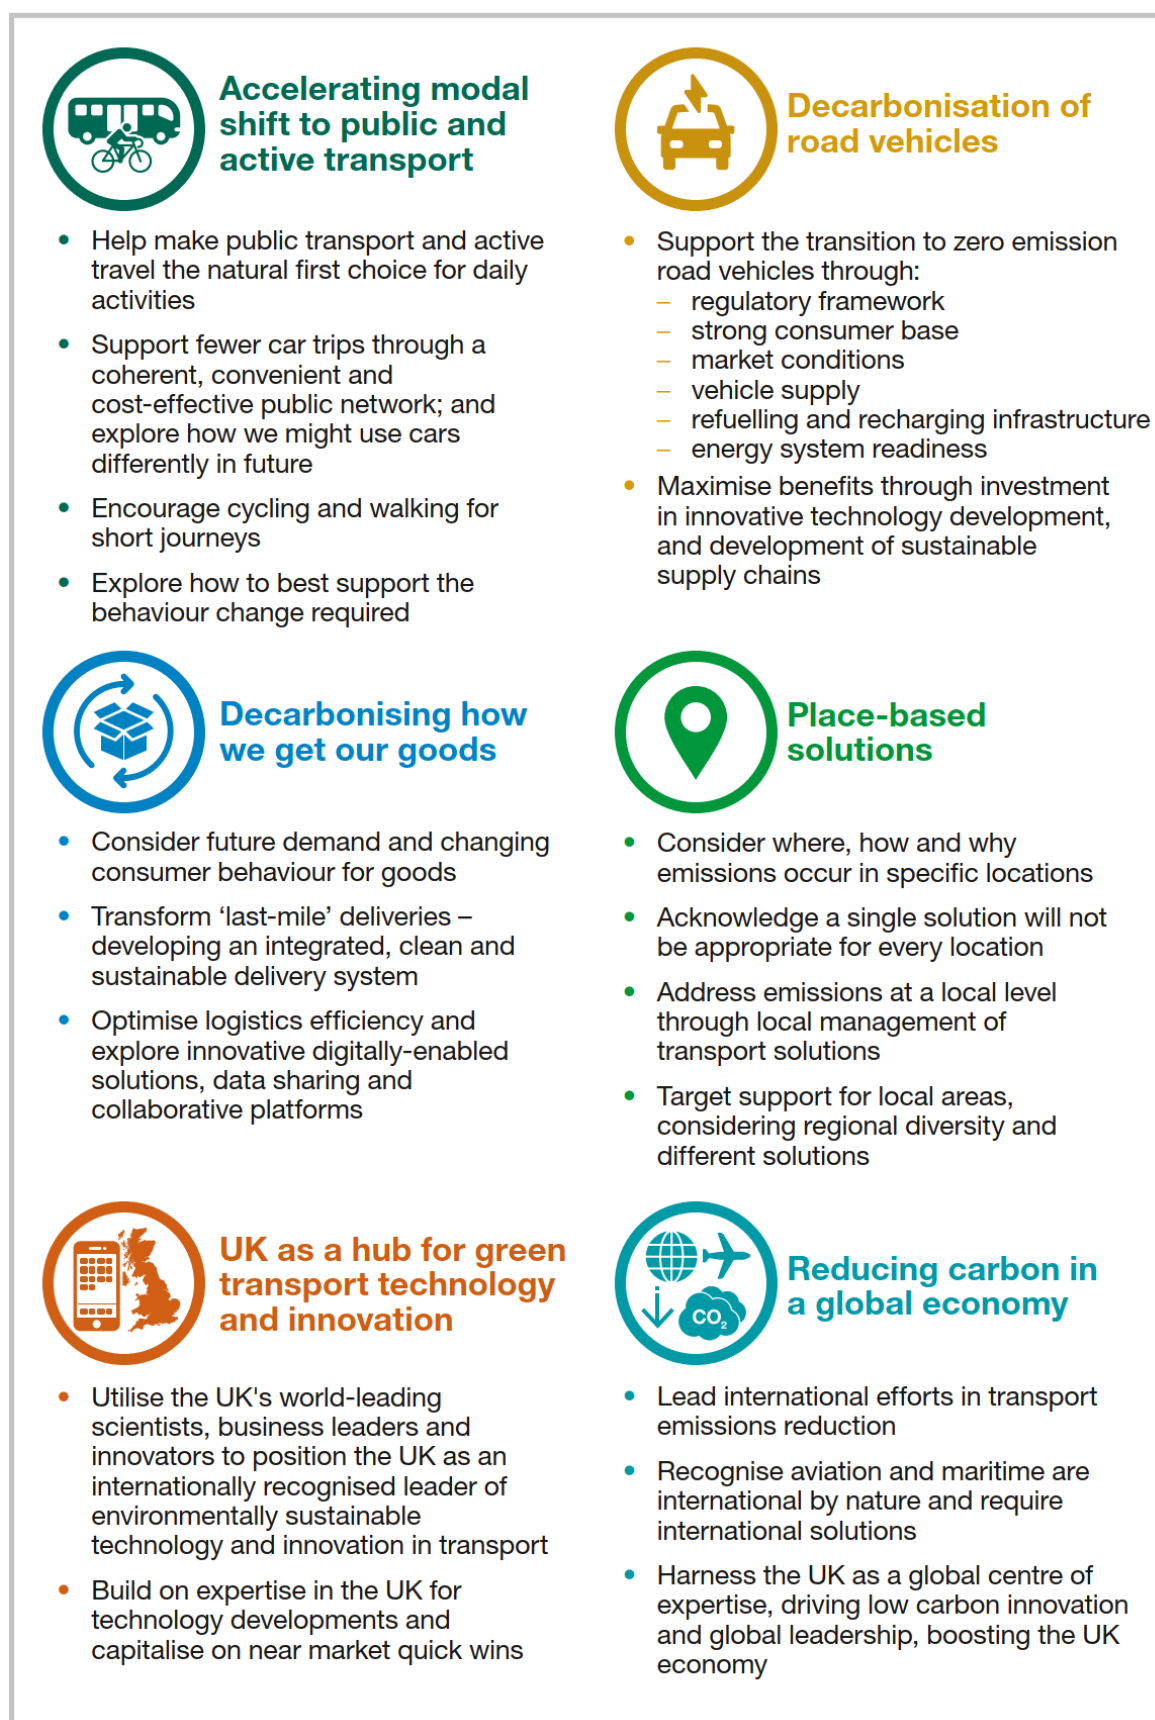 Accelerating modal
shift to public and
active transport
• Help make public transport and active
travel the natural first choice for daily
activities
• Support fewer car trips through a
coherent, convenient and
cost-effective public network; and
explore how we might use cars
differently in future
• Encourage cycling and walking for
short journeys
• Explore how to best support the
behaviour change required
Decarbonisation of
road vehicles
• Support the transition to zero emission
road vehicles through:
– regulatory framework
– strong consumer base
– market conditions
– vehicle supply
– refuelling and recharging infrastructure
– energy system readiness
• Maximise benefits through investment
in innovative technology development,
and development of sustainable
supply chains
Decarbonising how
we get our goods
• Consider future demand and changing
consumer behaviour for goods
• Transform ‘last-mile’ deliveries –
developing an integrated, clean and
sustainable delivery system
• Optimise logistics efficiency and
explore innovative digitally-enabled
solutions, data sharing and
collaborative platforms
Place-based
solutions
• Consider where, how and why
emissions occur in specific locations
• Acknowledge a single solution will not
be appropriate for every location
• Address emissions at a local level
through local management of
transport solutions
• Target support for local areas,
considering regional diversity and
different solutions
UK as a hub for green
transport technology
and innovation
• Utilise the UK's world-leading
scientists, business leaders and
innovators to position the UK as an
internationally recognised leader of
environmentally sustainable
technology and innovation in transport
• Build on expertise in the UK for
technology developments and
capitalise on near market quick wins
CO₂
Reducing carbon in
a global economy
• Lead international efforts in transport
emissions reduction
• Recognise aviation and maritime are
international by nature and require
international solutions
• Harness the UK as a global centre of
expertise, driving low carbon innovation
and global leadership, boosting the UK
economy